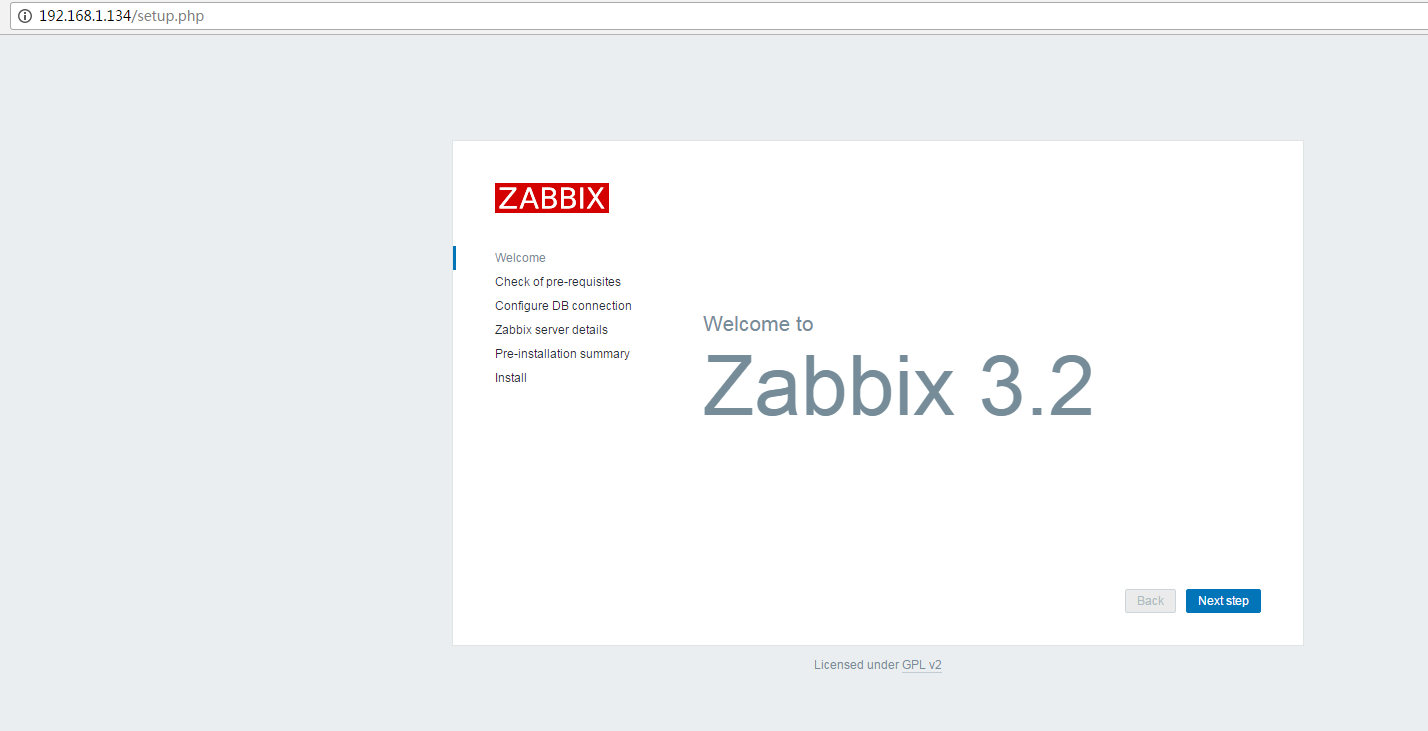 192.168.1.134/setup.php
ZABBIX
Welcome
Check of pre-requisites
Configure DB connection
Zabbix server details
Pre-installation summary
Install
Welcome to
Zabbix 3.2
Back
Next step
Licensed under GPL v2